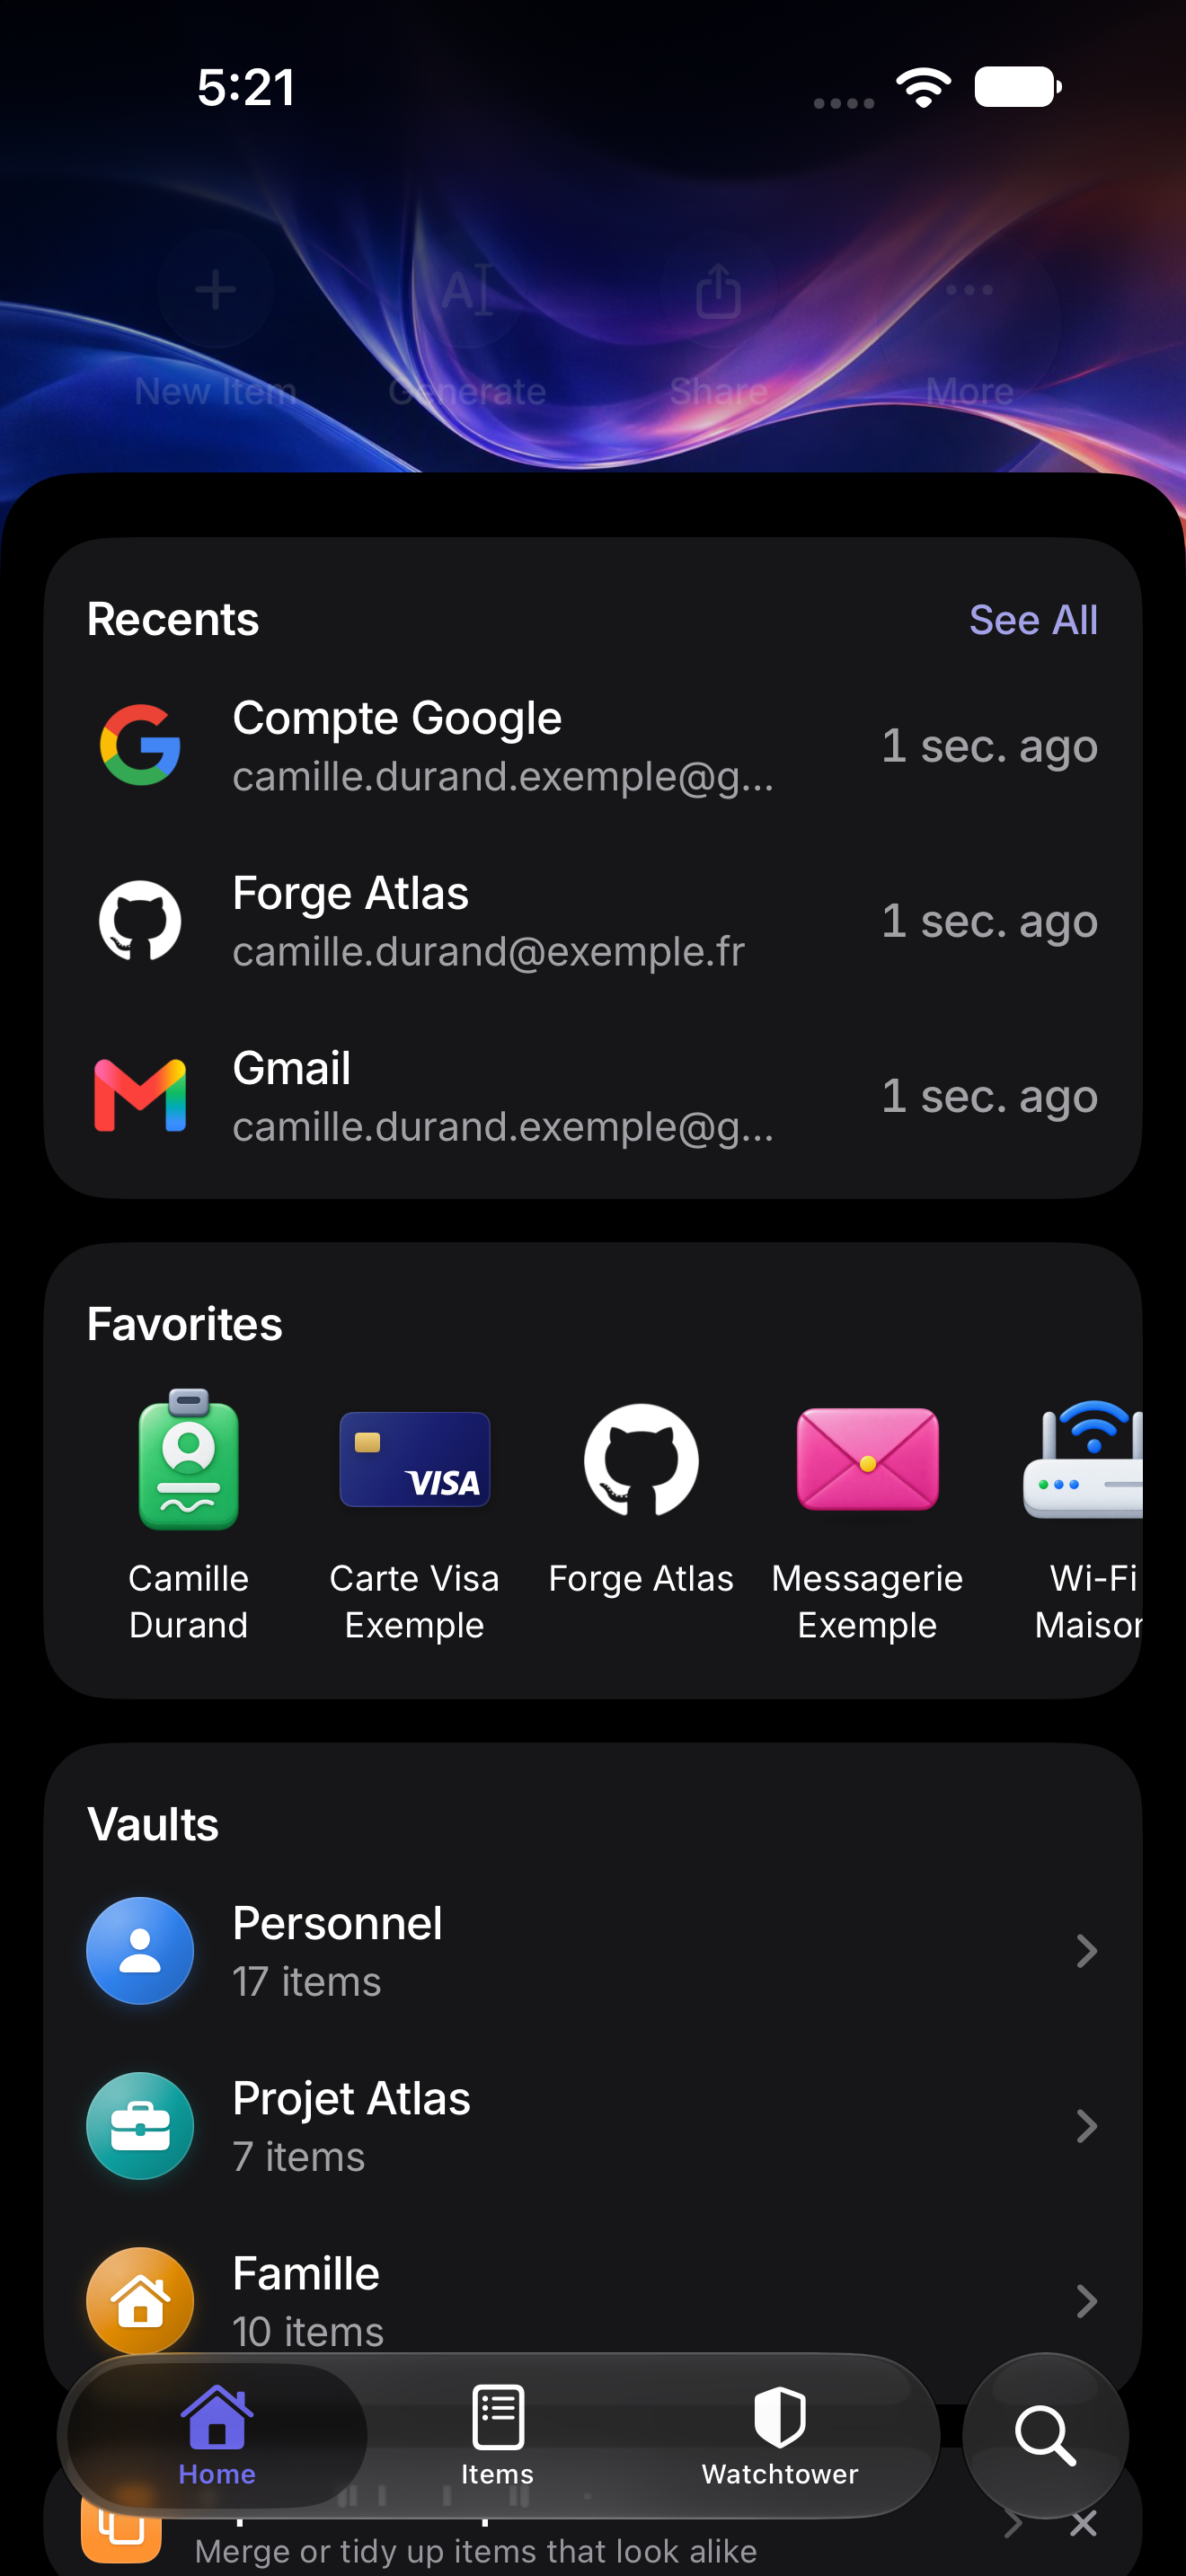 5:21
New Item
Generate
Share
More
Recents
See All
Compte Google
1 sec. ago
camille.durand.exemple@g...
Forge Atlas
1 sec. ago
camille.durand@exemple.fr
Gmail
1 sec. ago
camille.durand.exemple@g...
Favorites
VISA
Camille
Durand
Carte Visa
Exemple
Forge Atlas
Messagerie
Exemple
Wi-Fi
Maison
Vaults
Personnel
17 items
Projet Atlas
7 items
Famille
10 items
Home
Items
Watchtower
Merge or tidy up items that look alike